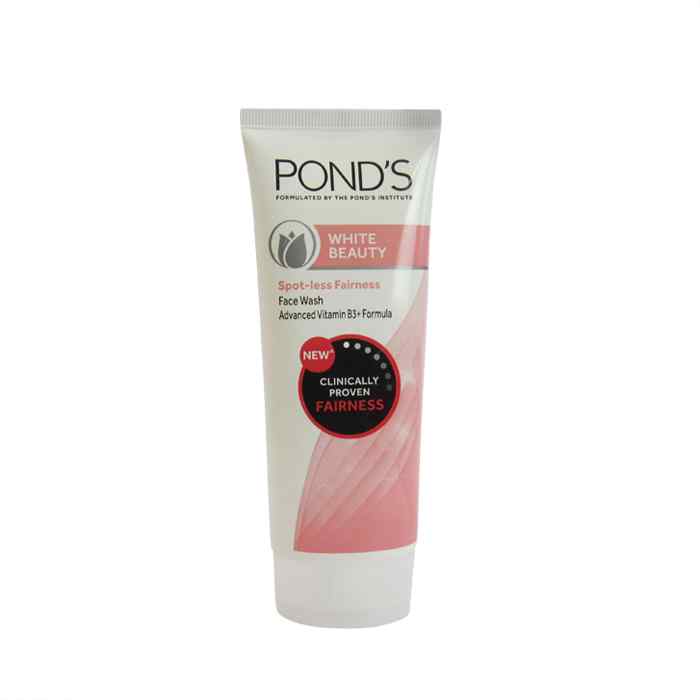 POND'S
FORMULATED BY THE POND'S INSTITUTE
WHITE
BEAUTY
Spot-less Fairness
Face Wash
Advanced Vitamin B3+ Formula
NEW^
CLINICALLY
PROVEN
FAIRNESS